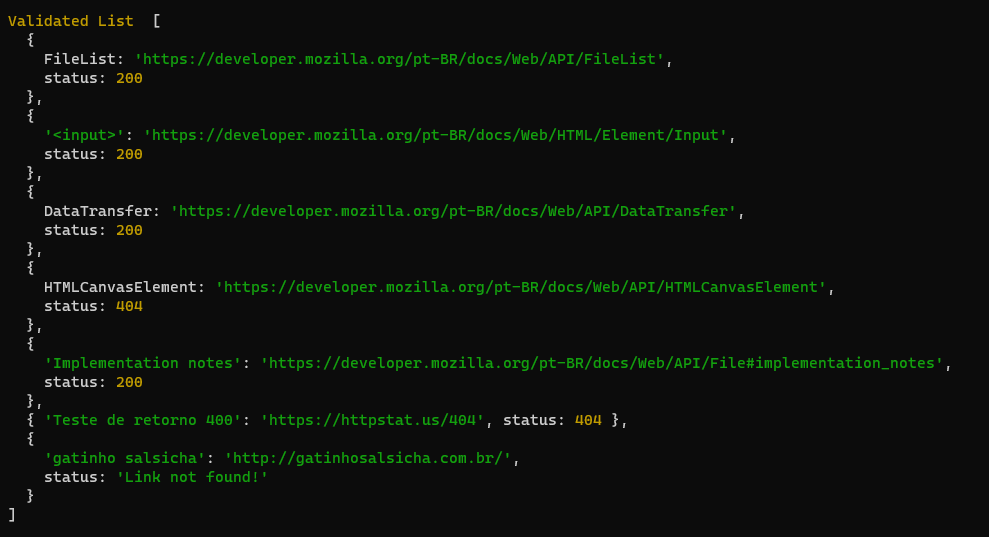 Validated List  [
  {
    FileList: 'https://developer.mozilla.org/pt-BR/docs/Web/API/FileList',
    status: 200
  },
  {
    '<input>': 'https://developer.mozilla.org/pt-BR/docs/Web/HTML/Element/Input',
    status: 200
  },
  {
    DataTransfer: 'https://developer.mozilla.org/pt-BR/docs/Web/API/DataTransfer',
    status: 200
  },
  {
    HTMLCanvasElement: 'https://developer.mozilla.org/pt-BR/docs/Web/API/HTMLCanvasElement',
    status: 404
  },
  {
    'Implementation notes': 'https://developer.mozilla.org/pt-BR/docs/Web/API/File#implementation_notes',
    status: 200
  },
  { 'Teste de retorno 400': 'https://httpstat.us/404', status: 404 },
  {
    'gatinho salsicha': 'http://gatinhosalsicha.com.br/',
    status: 'Link not found!'
  }
]